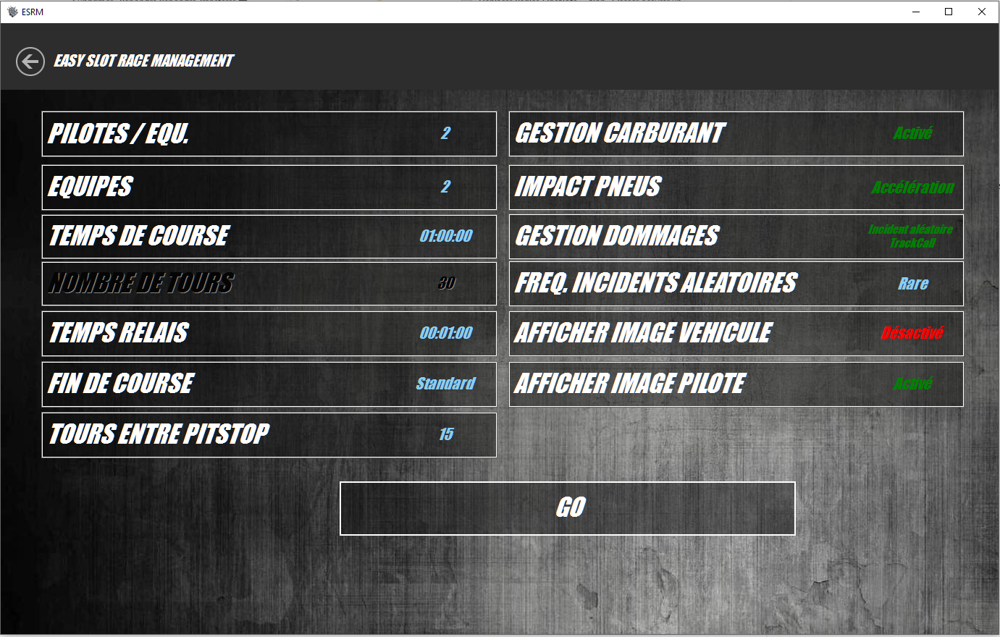 ESRM
EASY SLOT RACE MANAGEMENT
PILOTES / EQU. 2
EQUIPES 2
TEMPS DE COURSE 01:00:00
NOMBRE DE TOURS 30
TEMPS RELAIS 00:01:00
FIN DE COURSE Standard
TOURS ENTRE PITSTOP 15
GESTION CARBURANT Activé
IMPACT PNEUS Accélération
GESTION DOMMAGES Incident aléatoire
TrackCall
FREQ. INCIDENTS ALEATOIRES Rare
AFFICHER IMAGE VEHICULE Désactivé
AFFICHER IMAGE PILOTE Activé
GO